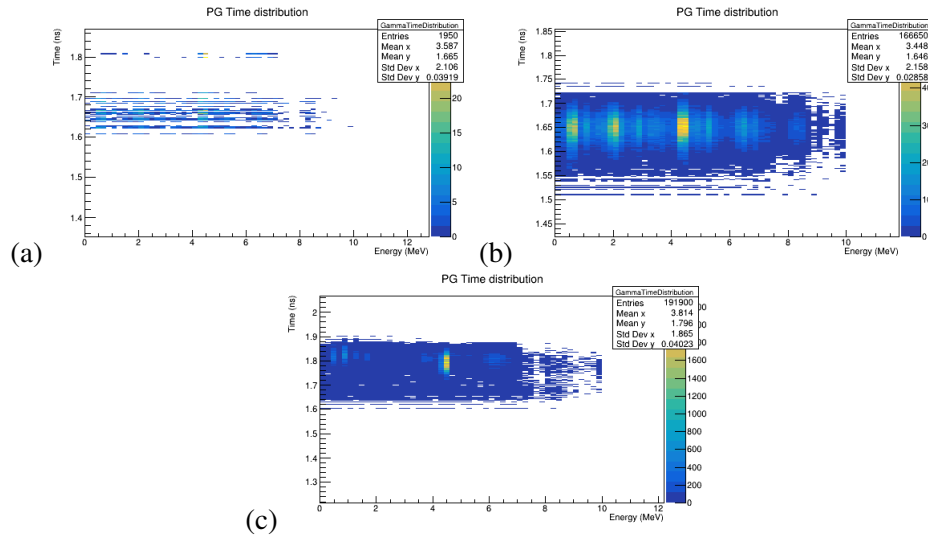 PG Time distribution
GammaTimeDistribution
Entries 1950
Mean x 3.587
Mean y 1.665
Std Dev x 2.106
Std Dev y 0.03919
Time (ns)
1.8
1.7
1.6
1.5
1.4
0 2 4 6 8 10 12
Energy (MeV)
20
15
10
5
0
(a)
PG Time distribution
GammaTimeDistribution
Entries 166650
Mean x 3.448
Mean y 1.646
Std Dev x 2.158
Std Dev y 0.02858
Time (ns)
1.85
1.8
1.75
1.7
1.65
1.6
1.55
1.5
1.45
0 2 4 6 8 10
Energy (MeV)
(b)
PG Time distribution
GammaTimeDistribution
Entries 191900
Mean x 3.814
Mean y 1.796
Std Dev x 1.865
Std Dev y 0.04023
Time (ns)
2
1.9
1.8
1.7
1.6
1.5
1.4
1.3
0 2 4 6 8 10 12
Energy (MeV)
1600
1400
1200
1000
800
600
400
200
0
(c)